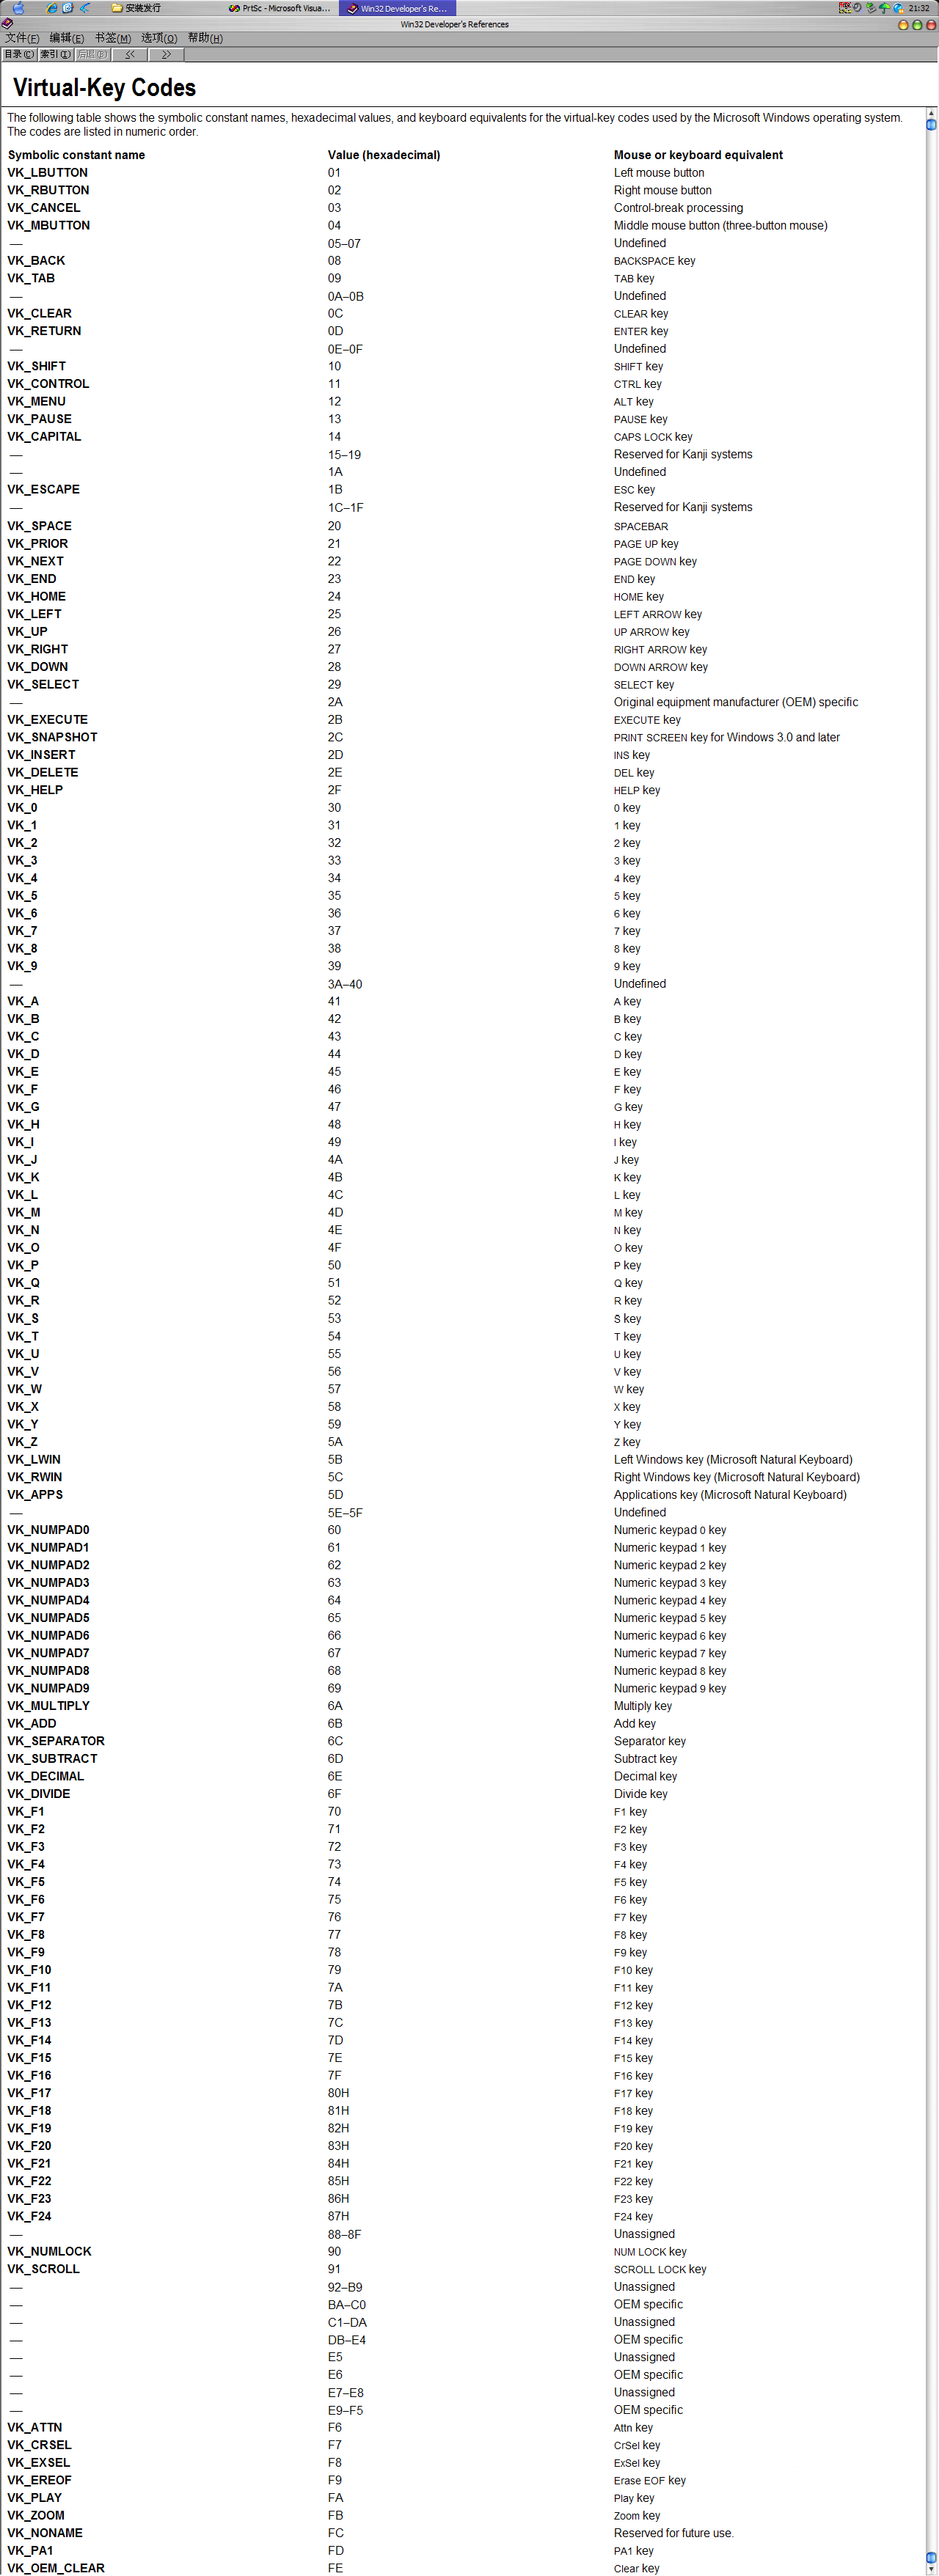 安装发行 PrtSc - Microsoft Visua... Win32 Developer's Re... 21:32
Win32 Developer's References
文件(F) 编辑(E) 书签(M) 选项(O) 帮助(H)
目录(C) 索引(I) 后退(B) << >>
Virtual-Key Codes
The following table shows the symbolic constant names, hexadecimal values, and keyboard equivalents for the virtual-key codes used by the Microsoft Windows operating system.
The codes are listed in numeric order.
Symbolic constant name Value (hexadecimal) Mouse or keyboard equivalent
VK_LBUTTON 01 Left mouse button
VK_RBUTTON 02 Right mouse button
VK_CANCEL 03 Control-break processing
VK_MBUTTON 04 Middle mouse button (three-button mouse)
— 05–07 Undefined
VK_BACK 08 BACKSPACE key
VK_TAB 09 TAB key
— 0A–0B Undefined
VK_CLEAR 0C CLEAR key
VK_RETURN 0D ENTER key
— 0E–0F Undefined
VK_SHIFT 10 SHIFT key
VK_CONTROL 11 CTRL key
VK_MENU 12 ALT key
VK_PAUSE 13 PAUSE key
VK_CAPITAL 14 CAPS LOCK key
— 15–19 Reserved for Kanji systems
— 1A Undefined
VK_ESCAPE 1B ESC key
— 1C–1F Reserved for Kanji systems
VK_SPACE 20 SPACEBAR
VK_PRIOR 21 PAGE UP key
VK_NEXT 22 PAGE DOWN key
VK_END 23 END key
VK_HOME 24 HOME key
VK_LEFT 25 LEFT ARROW key
VK_UP 26 UP ARROW key
VK_RIGHT 27 RIGHT ARROW key
VK_DOWN 28 DOWN ARROW key
VK_SELECT 29 SELECT key
— 2A Original equipment manufacturer (OEM) specific
VK_EXECUTE 2B EXECUTE key
VK_SNAPSHOT 2C PRINT SCREEN key for Windows 3.0 and later
VK_INSERT 2D INS key
VK_DELETE 2E DEL key
VK_HELP 2F HELP key
VK_0 30 0 key
VK_1 31 1 key
VK_2 32 2 key
VK_3 33 3 key
VK_4 34 4 key
VK_5 35 5 key
VK_6 36 6 key
VK_7 37 7 key
VK_8 38 8 key
VK_9 39 9 key
— 3A–40 Undefined
VK_A 41 A key
VK_B 42 B key
VK_C 43 C key
VK_D 44 D key
VK_E 45 E key
VK_F 46 F key
VK_G 47 G key
VK_H 48 H key
VK_I 49 I key
VK_J 4A J key
VK_K 4B K key
VK_L 4C L key
VK_M 4D M key
VK_N 4E N key
VK_O 4F O key
VK_P 50 P key
VK_Q 51 Q key
VK_R 52 R key
VK_S 53 S key
VK_T 54 T key
VK_U 55 U key
VK_V 56 V key
VK_W 57 W key
VK_X 58 X key
VK_Y 59 Y key
VK_Z 5A Z key
VK_LWIN 5B Left Windows key (Microsoft Natural Keyboard)
VK_RWIN 5C Right Windows key (Microsoft Natural Keyboard)
VK_APPS 5D Applications key (Microsoft Natural Keyboard)
— 5E–5F Undefined
VK_NUMPAD0 60 Numeric keypad 0 key
VK_NUMPAD1 61 Numeric keypad 1 key
VK_NUMPAD2 62 Numeric keypad 2 key
VK_NUMPAD3 63 Numeric keypad 3 key
VK_NUMPAD4 64 Numeric keypad 4 key
VK_NUMPAD5 65 Numeric keypad 5 key
VK_NUMPAD6 66 Numeric keypad 6 key
VK_NUMPAD7 67 Numeric keypad 7 key
VK_NUMPAD8 68 Numeric keypad 8 key
VK_NUMPAD9 69 Numeric keypad 9 key
VK_MULTIPLY 6A Multiply key
VK_ADD 6B Add key
VK_SEPARATOR 6C Separator key
VK_SUBTRACT 6D Subtract key
VK_DECIMAL 6E Decimal key
VK_DIVIDE 6F Divide key
VK_F1 70 F1 key
VK_F2 71 F2 key
VK_F3 72 F3 key
VK_F4 73 F4 key
VK_F5 74 F5 key
VK_F6 75 F6 key
VK_F7 76 F7 key
VK_F8 77 F8 key
VK_F9 78 F9 key
VK_F10 79 F10 key
VK_F11 7A F11 key
VK_F12 7B F12 key
VK_F13 7C F13 key
VK_F14 7D F14 key
VK_F15 7E F15 key
VK_F16 7F F16 key
VK_F17 80H F17 key
VK_F18 81H F18 key
VK_F19 82H F19 key
VK_F20 83H F20 key
VK_F21 84H F21 key
VK_F22 85H F22 key
VK_F23 86H F23 key
VK_F24 87H F24 key
— 88–8F Unassigned
VK_NUMLOCK 90 NUM LOCK key
VK_SCROLL 91 SCROLL LOCK key
— 92–B9 Unassigned
— BA–C0 OEM specific
— C1–DA Unassigned
— DB–E4 OEM specific
— E5 Unassigned
— E6 OEM specific
— E7–E8 Unassigned
— E9–F5 OEM specific
VK_ATTN F6 Attn key
VK_CRSEL F7 CrSel key
VK_EXSEL F8 ExSel key
VK_EREOF F9 Erase EOF key
VK_PLAY FA Play key
VK_ZOOM FB Zoom key
VK_NONAME FC Reserved for future use.
VK_PA1 FD PA1 key
VK_OEM_CLEAR FE Clear key